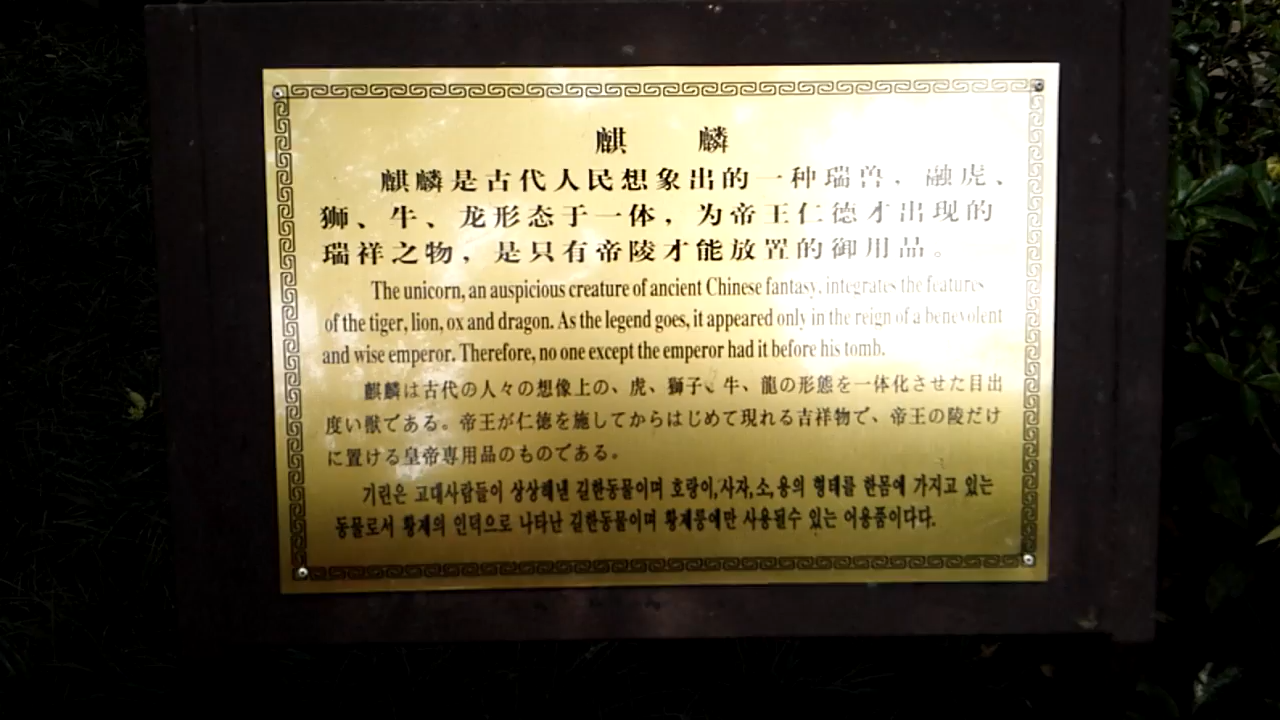 麒 麟
麒麟是古代人民想象出的一种瑞兽，融虎、
狮、牛、龙形态于一体，为帝王仁德才出现的
瑞祥之物，是只有帝陵才能放置的御用品。
The unicorn, an auspicious creature of ancient Chinese fantasy, integrates the features
of the tiger, lion, ox and dragon. As the legend goes, it appeared only in the reign of a benevolent
and wise emperor. Therefore, no one except the emperor had it before his tomb.
麒麟は古代の人々の想像上の、虎、獅子、牛、龍の形態を一体化させた目出
度い獣である。帝王が仁徳を施してからはじめて現れる吉祥物で、帝王の陵だけ
に置ける皇帝専用品のものである。
기린은 고대사람들이 상상해낸 길한동물이며 호랑이,사자,소,용의 형태를 한몸에 가지고 있는
동물로서 황제의 인덕으로 나타난 길한동물이며 황제릉에만 사용될수 있는 어용품이다다.